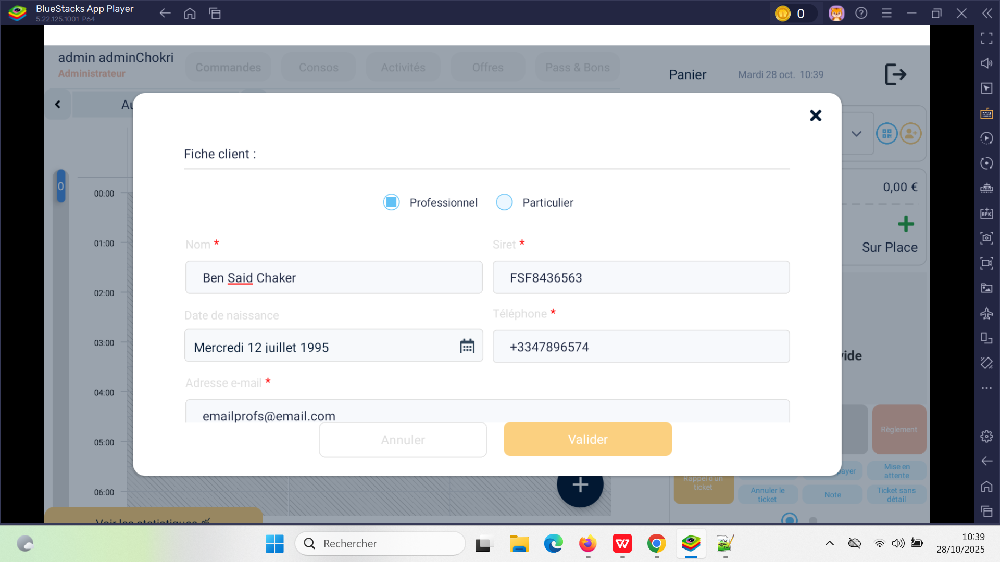 BlueStacks App Player
5.22.125.1001 P64
0
admin adminChokri
Administrateur
Commandes
Consos
Activités
Offres
Pass & Bons
Panier
Mardi 28 oct. 10:39
Fiche client :
0
0,00 €
Professionnel
Particulier
00:00
01:00
Sur Place
Nom *
Siret *
Ben Said Chaker
FSF8436563
02:00
Date de naissance
Téléphone *
03:00
Mercredi 12 juillet 1995
+3347896574
Adresse e-mail *
04:00
emailprofs@email.com
Annuler
Valider
Règlement
05:00
06:00
Rappel d'un
ticket
payer
Mise en
attente
Annuler le
ticket
Note
Ticket sans
détail
Voir les statistiques
Rechercher
10:39
28/10/2025